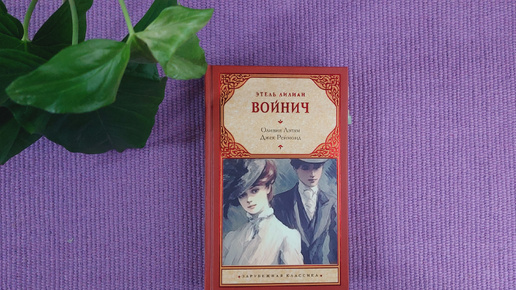 ЭТЕЛЬ ЛИЛИАН
ВОЙНИЧ
Оливия Лэтам
Джек Реймонд
ЗАРУБЕЖНАЯ КЛАССИКА